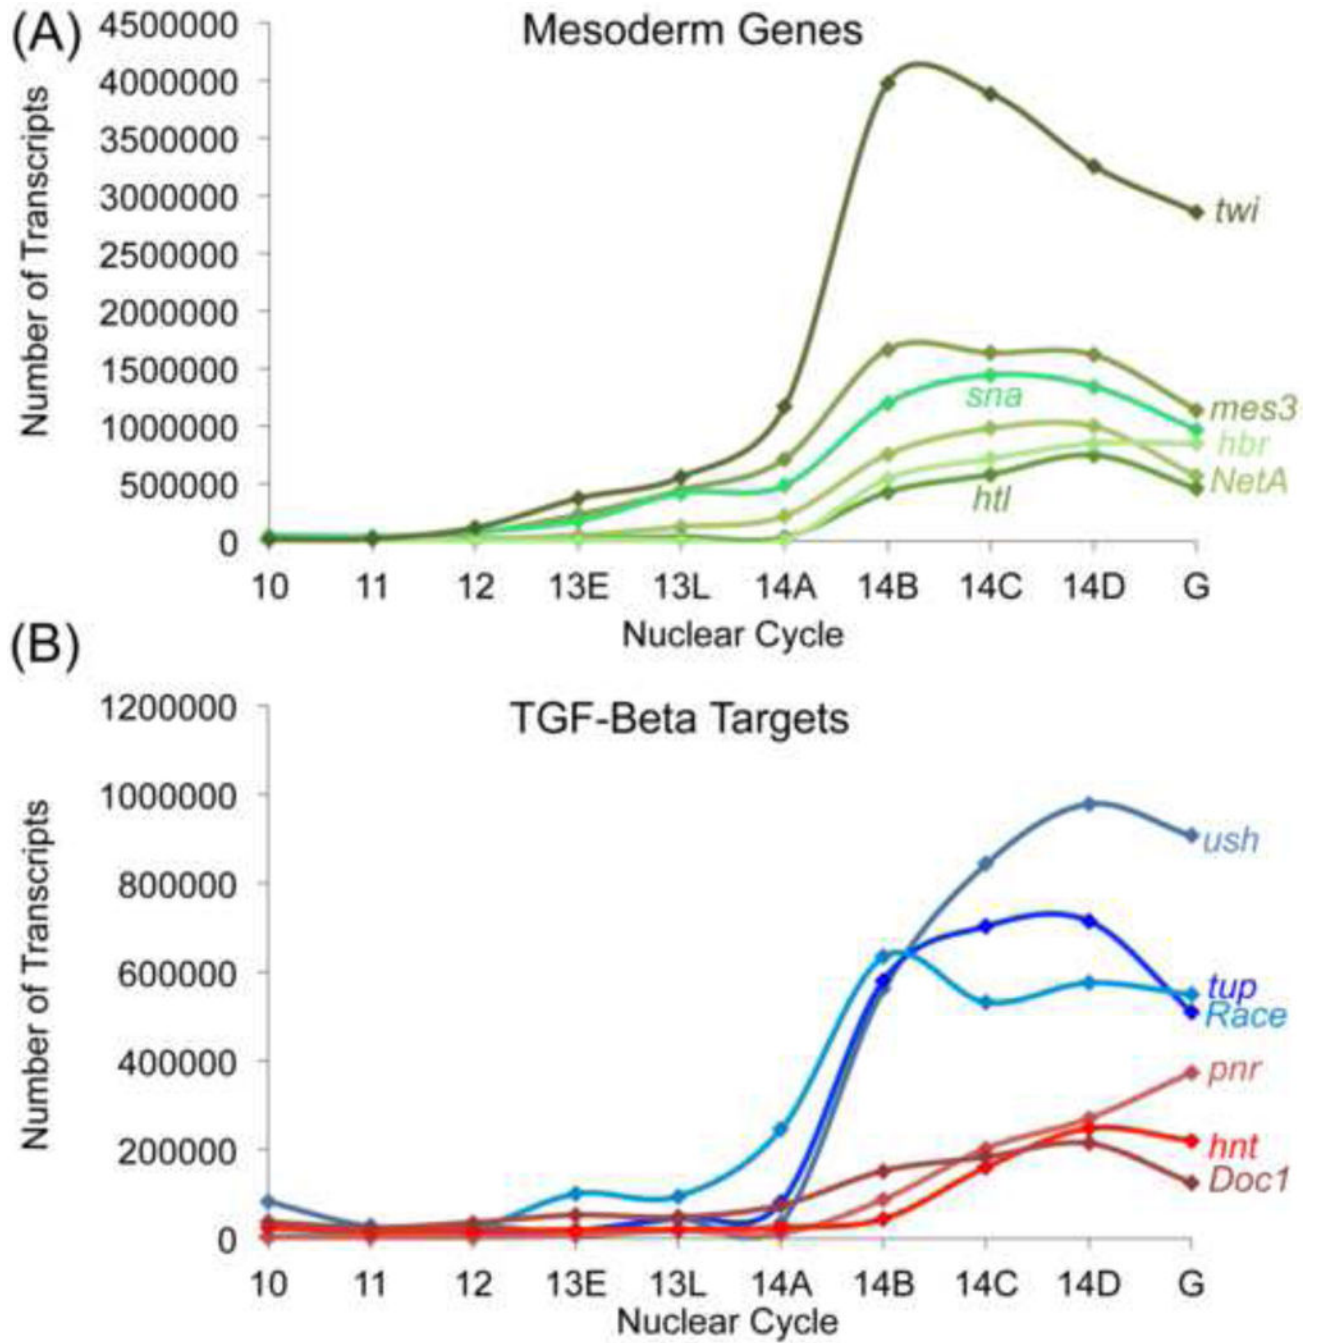 (A)
Mesoderm Genes
Number of Transcripts
4500000
4000000
3500000
3000000
2500000
2000000
1500000
1000000
500000
0
twi
mes3
sna
hbr
NetA
htl
10 11 12 13E 13L 14A 14B 14C 14D G
Nuclear Cycle
(B)
TGF-Beta Targets
Number of Transcripts
1200000
1000000
800000
600000
400000
200000
0
ush
tup
Race
pnr
hnt
Doc1
10 11 12 13E 13L 14A 14B 14C 14D G
Nuclear Cycle